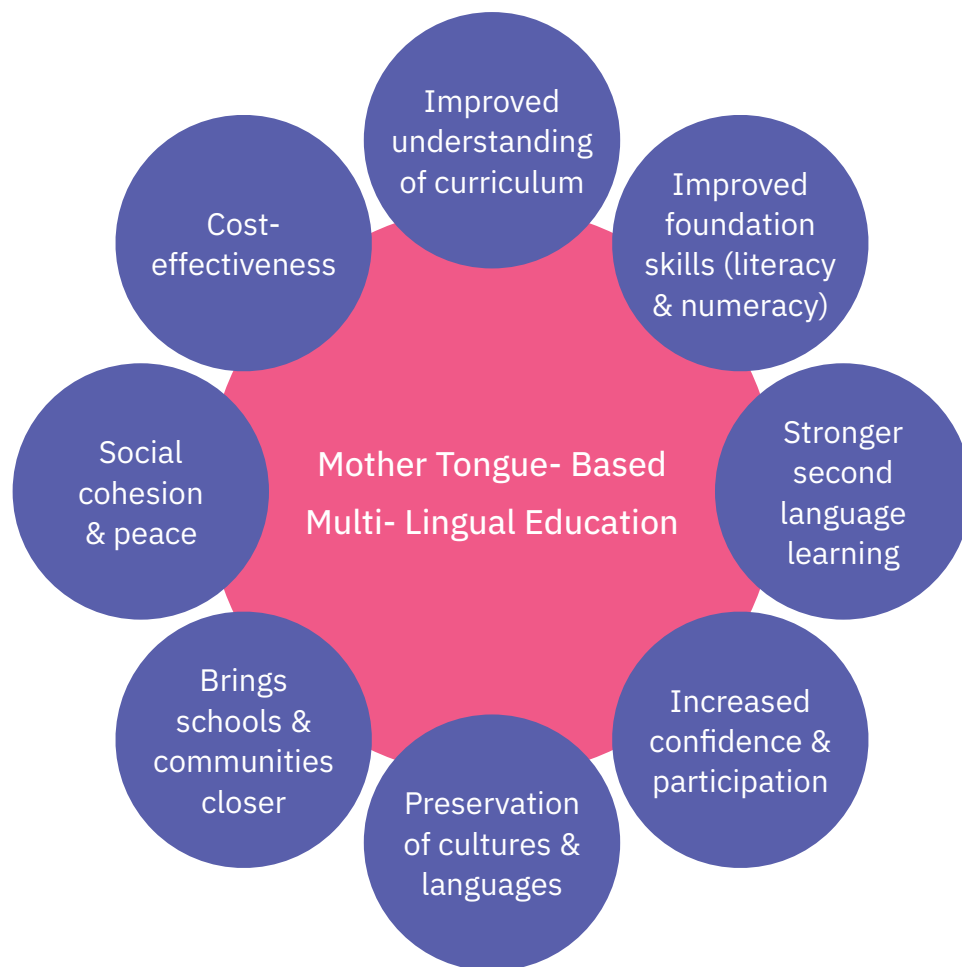 Improved
understanding
of curriculum
Improved
foundation
skills (literacy
& numeracy)
Stronger
second
language
learning
Increased
confidence &
participation
Preservation
of cultures &
languages
Brings
schools &
communities
closer
Social
cohesion
& peace
Cost-
effectiveness
Mother Tongue- Based
Multi- Lingual Education